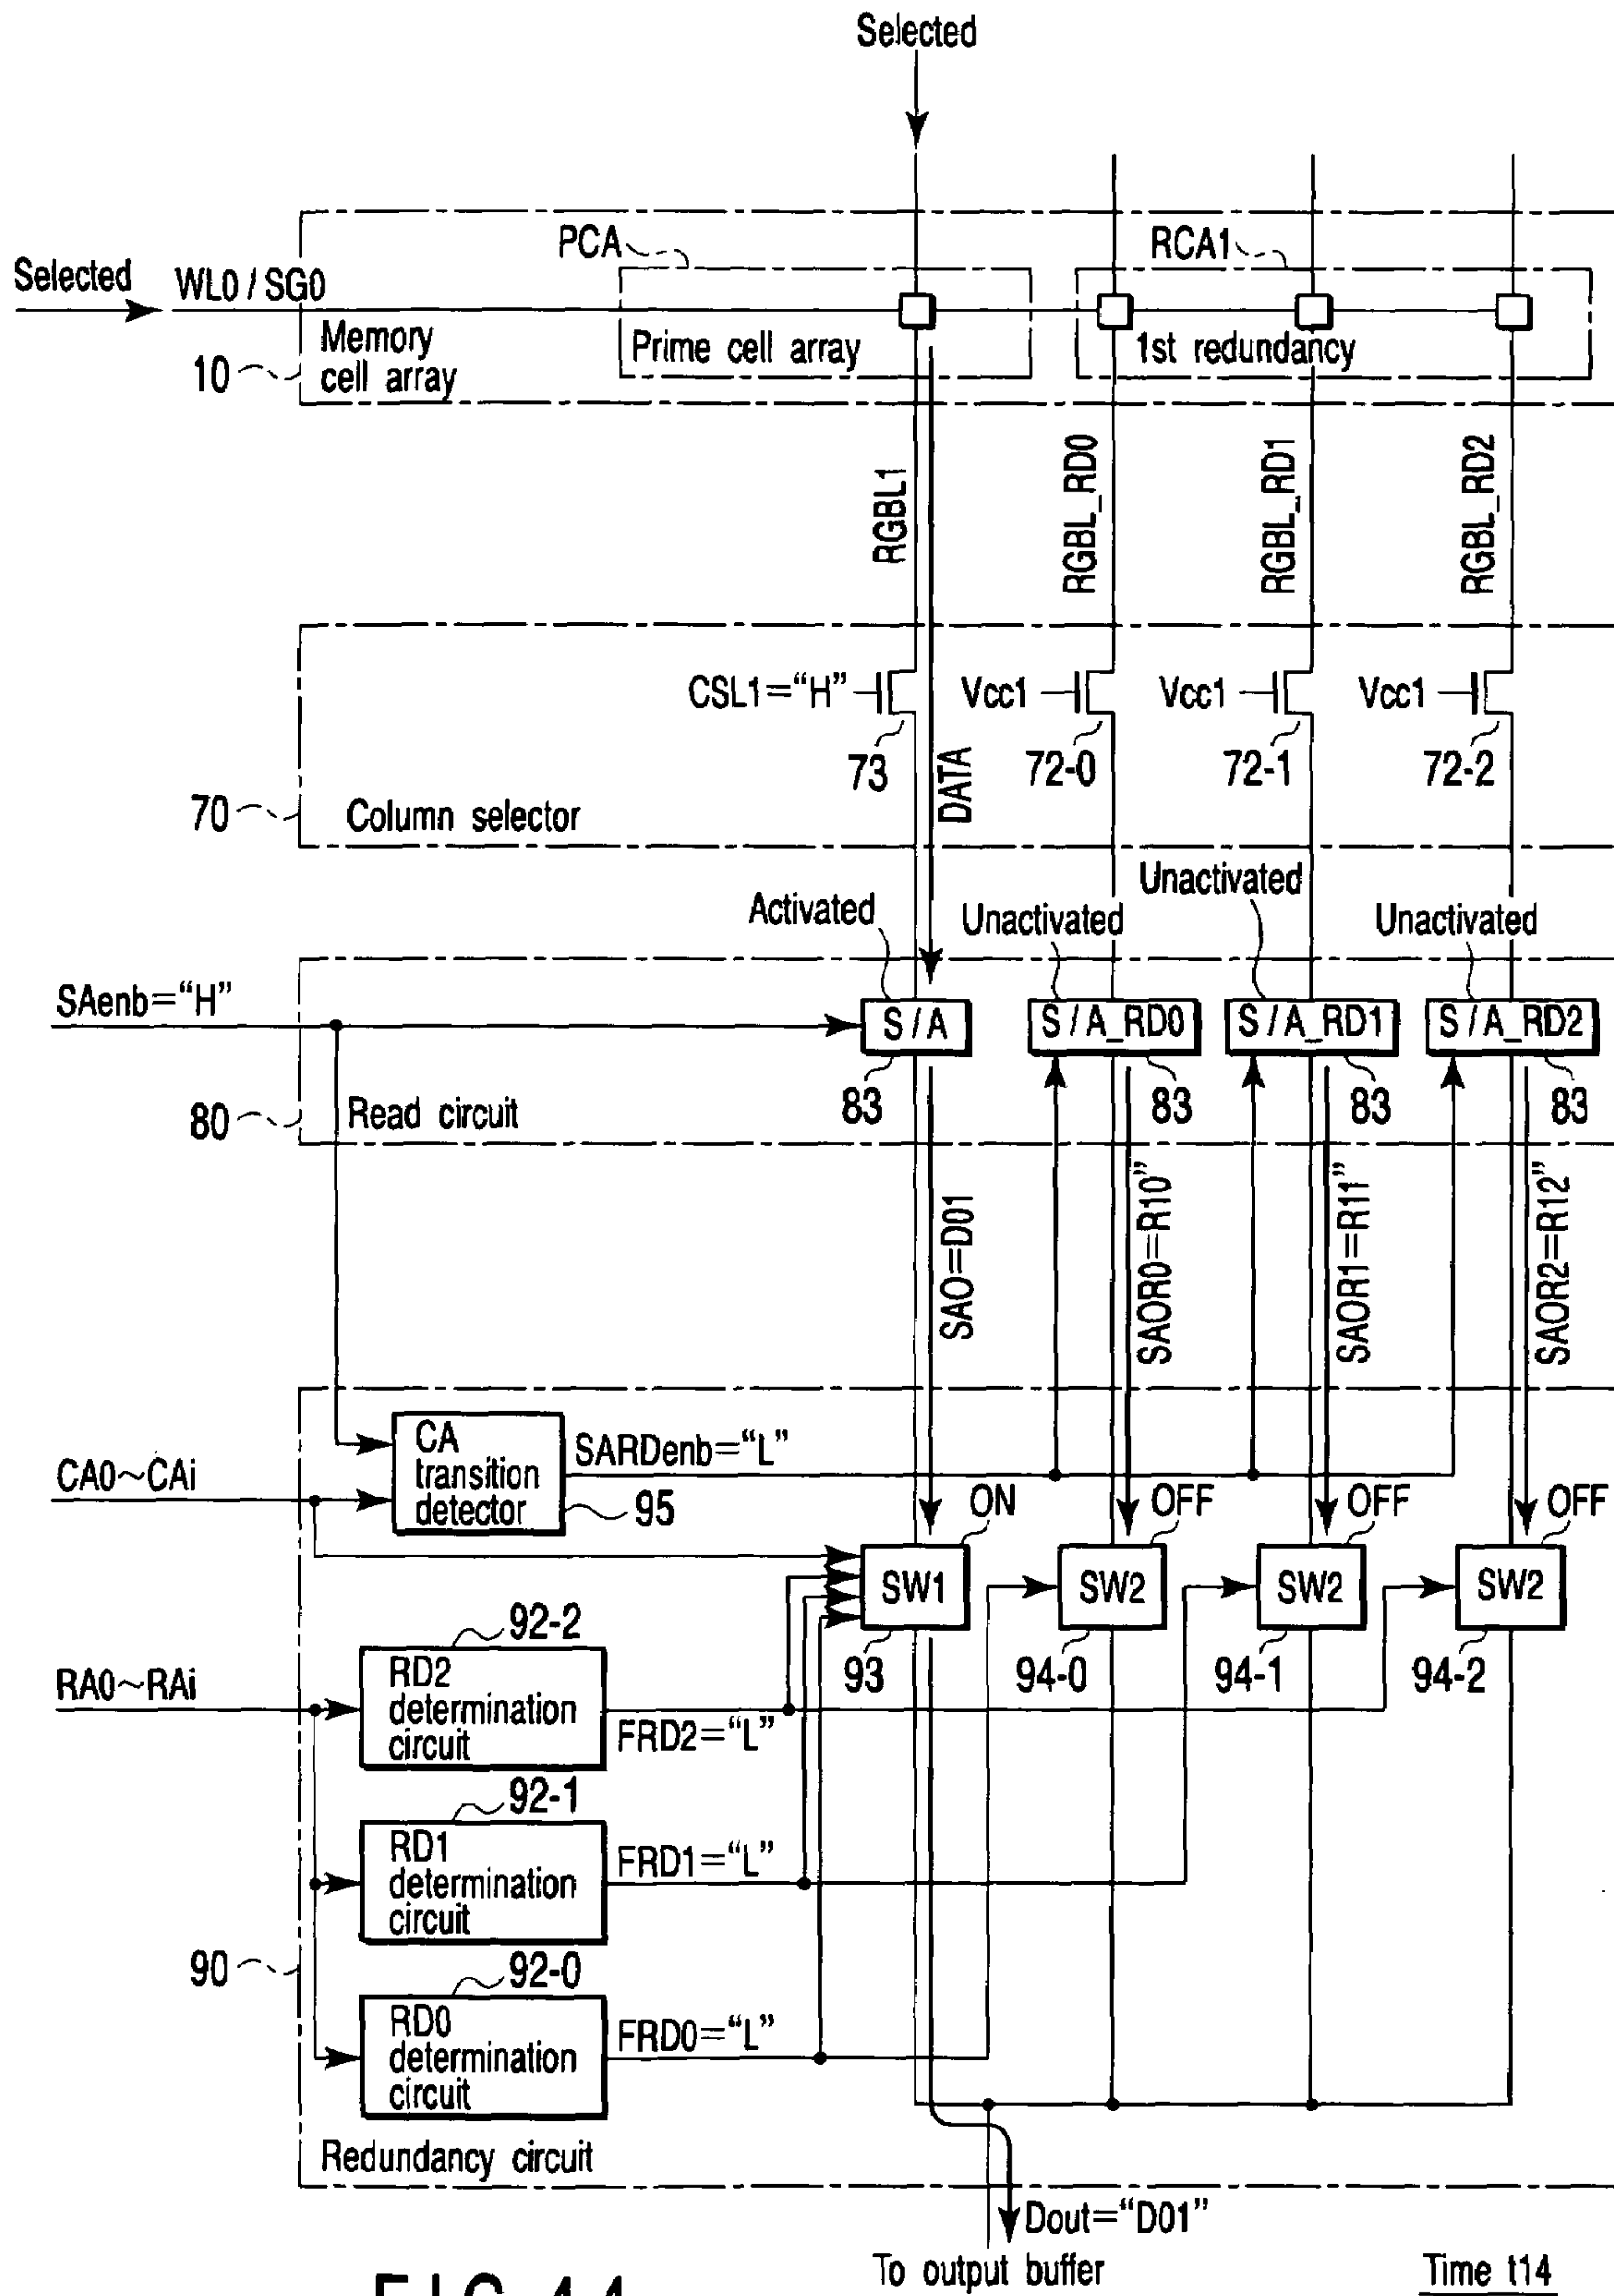 Selected
PCA
RCA1
Selected
WL0 / SG0
Memory
cell array
Prime cell array
1st redundancy
10
RGBL1
RGBL_RD0
RGBL_RD1
RGBL_RD2
CSL1=“H”
Vcc1
Vcc1
Vcc1
73
72-0
72-1
72-2
DATA
70
Column selector
Activated
Unactivated
Unactivated
Unactivated
SAenb=“H”
S/A
S/A_RD0
S/A_RD1
S/A_RD2
83
83
83
83
80
Read circuit
SAO=D01
SAOR0=R10”
SAOR1=R11”
SAOR2=R12”
CA
transition
detector
SARDenb=“L”
CA0~CAi
95
ON
OFF
OFF
OFF
SW1
SW2
SW2
SW2
93
94-0
94-1
94-2
92-2
RA0~RAi
RD2
determination
circuit
FRD2=“L”
92-1
RD1
determination
circuit
FRD1=“L”
90
92-0
RD0
determination
circuit
FRD0=“L”
Redundancy circuit
Dout=“D01”
To output buffer
Time t14